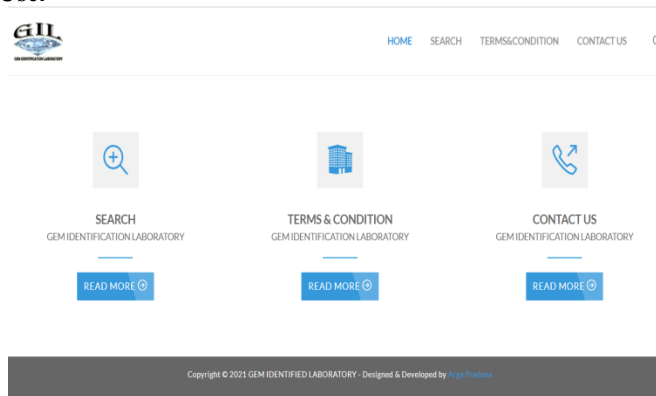 GIL
GEM IDENTIFICATION LABORATORY
HOME SEARCH TERMS&CONDITION CONTACT US
SEARCH
GEM IDENTIFICATION LABORATORY
READ MORE
TERMS & CONDITION
GEM IDENTIFICATION LABORATORY
READ MORE
CONTACT US
GEM IDENTIFICATION LABORATORY
READ MORE
Copyright © 2021 GEM IDENTIFIED LABORATORY - Designed & Developed by Arga Pradana